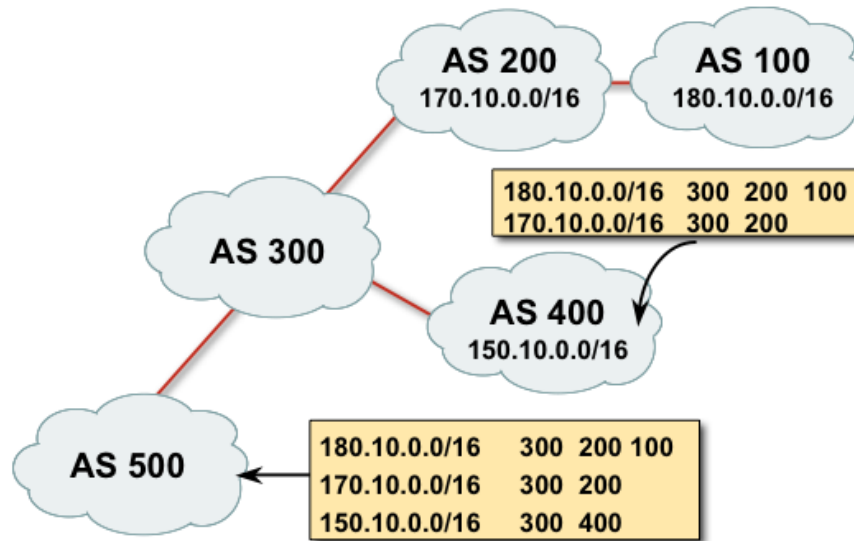 AS 200
170.10.0.0/16
AS 100
180.10.0.0/16
180.10.0.0/16 300 200 100
170.10.0.0/16 300 200
AS 300
AS 400
150.10.0.0/16
AS 500
180.10.0.0/16 300 200 100
170.10.0.0/16 300 200
150.10.0.0/16 300 400